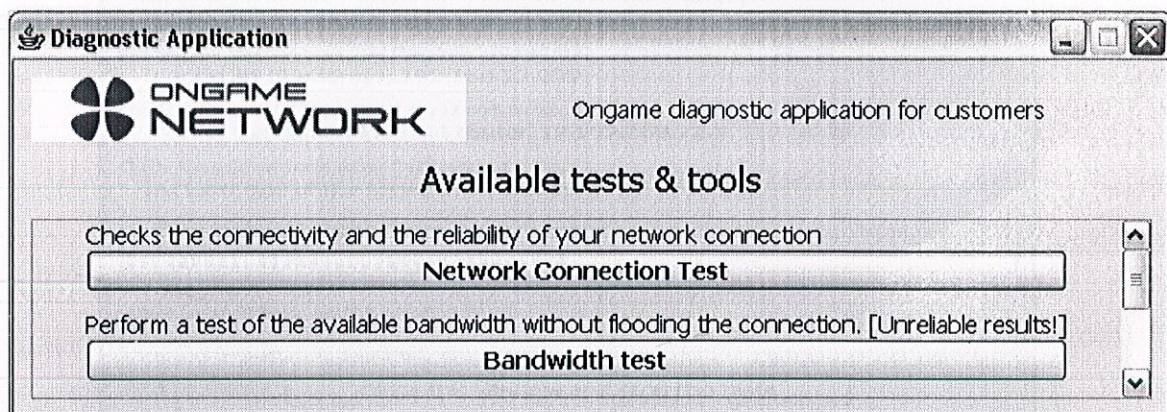 Diagnostic Application
ONGAME
NETWORK
Ongame diagnostic application for customers
Available tests & tools
Checks the connectivity and the reliability of your network connection
Network Connection Test
Perform a test of the available bandwidth without flooding the connection. [Unreliable results!]
Bandwidth test